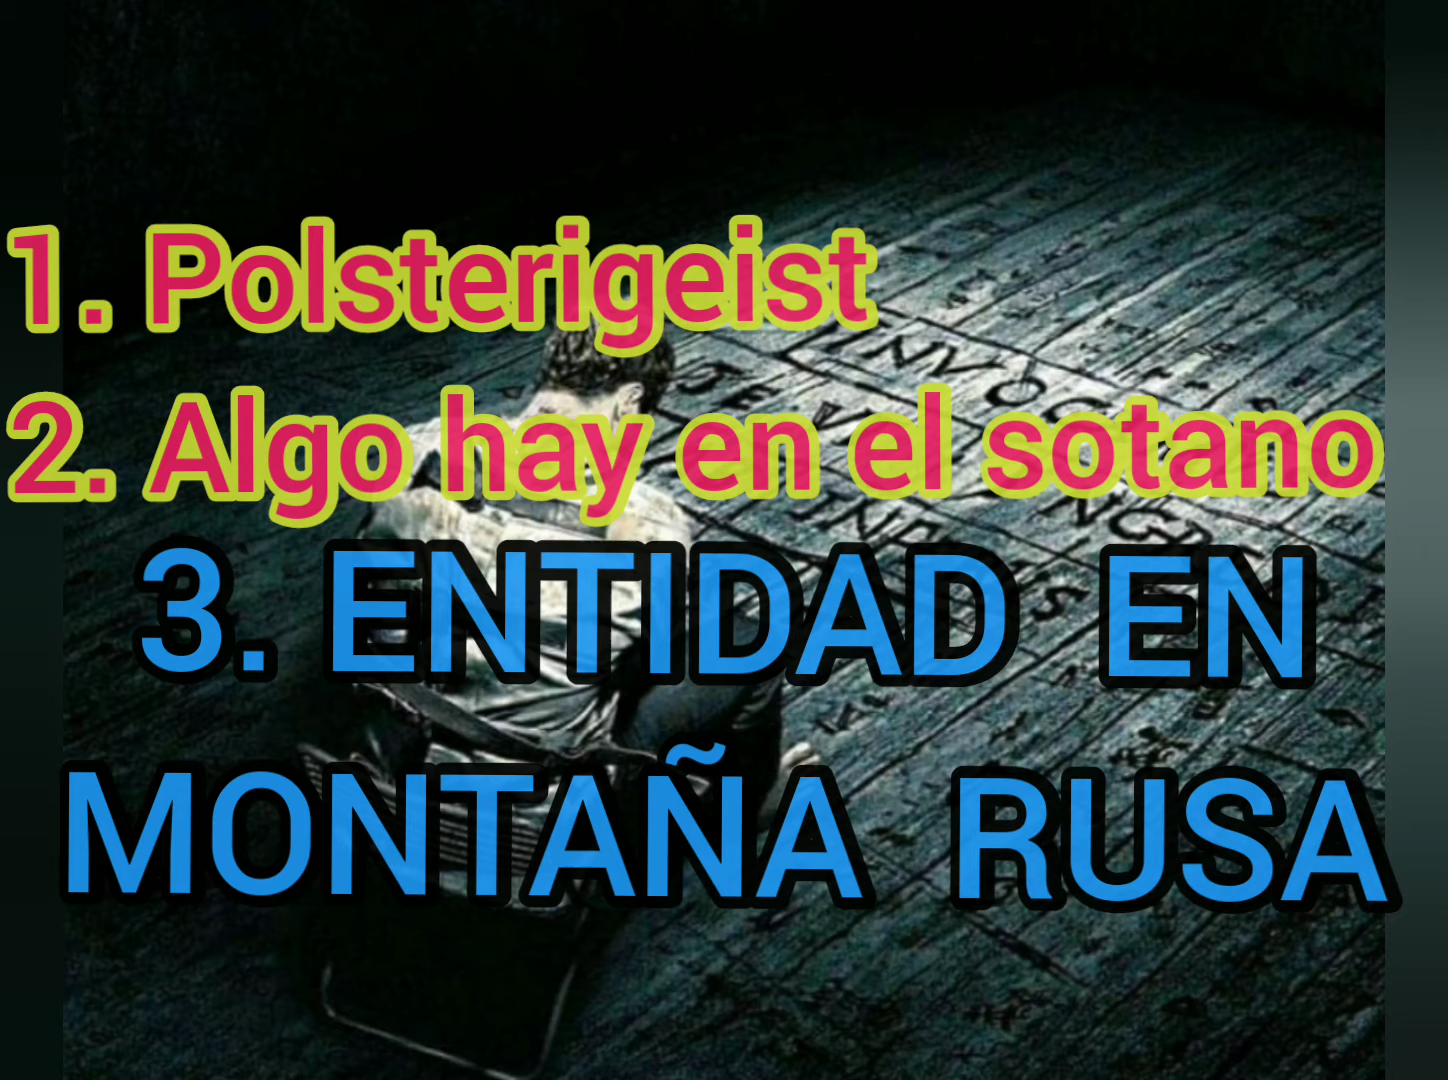 1. Polsterigeist
2. Algo hay en el sotano
3. ENTIDAD EN
MONTAÑA RUSA